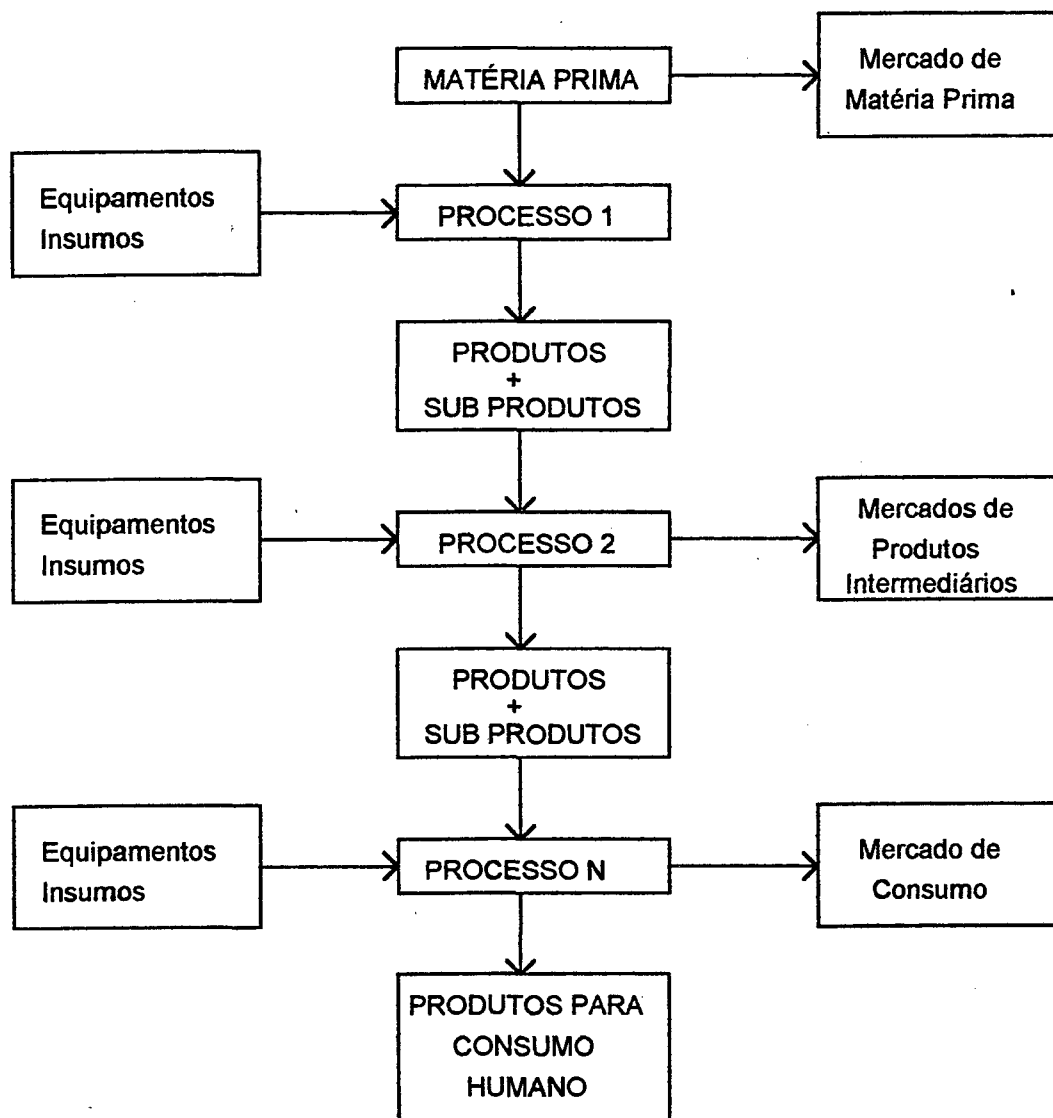 MATÉRIA PRIMA
Mercado de
Matéria Prima
Equipamentos
Insumos
PROCESSO 1
PRODUTOS
+
SUB PRODUTOS
Equipamentos
Insumos
PROCESSO 2
Mercados de
Produtos
Intermediários
PRODUTOS
+
SUB PRODUTOS
Equipamentos
Insumos
PROCESSO N
Mercado de
Consumo
PRODUTOS PARA
CONSUMO
HUMANO